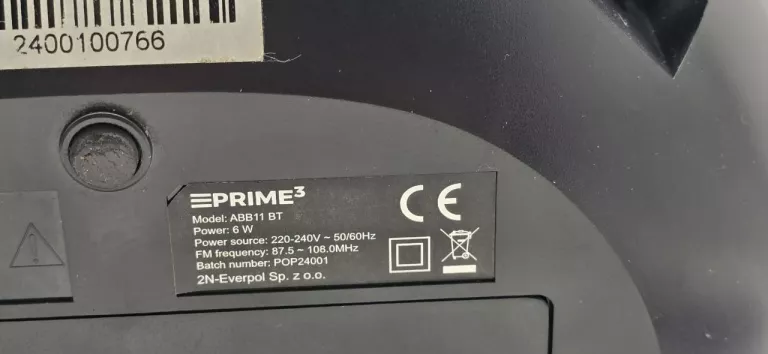 2400100766
PRIME³
Model: ABB11 BT
Power: 6 W
Power source: 220-240V ~ 50/60Hz
FM frequency: 87.5 ~ 108.0MHz
Batch number: POP24001
2N-Everpol Sp. z o.o.
CE